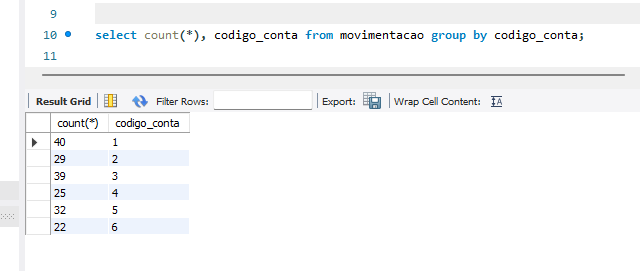 9
10 select count(*), codigo_conta from movimentacao group by codigo_conta;
11
Result Grid Filter Rows: Export: Wrap Cell Content: IA
count(*) codigo_conta
40 1
29 2
39 3
25 4
32 5
22 6